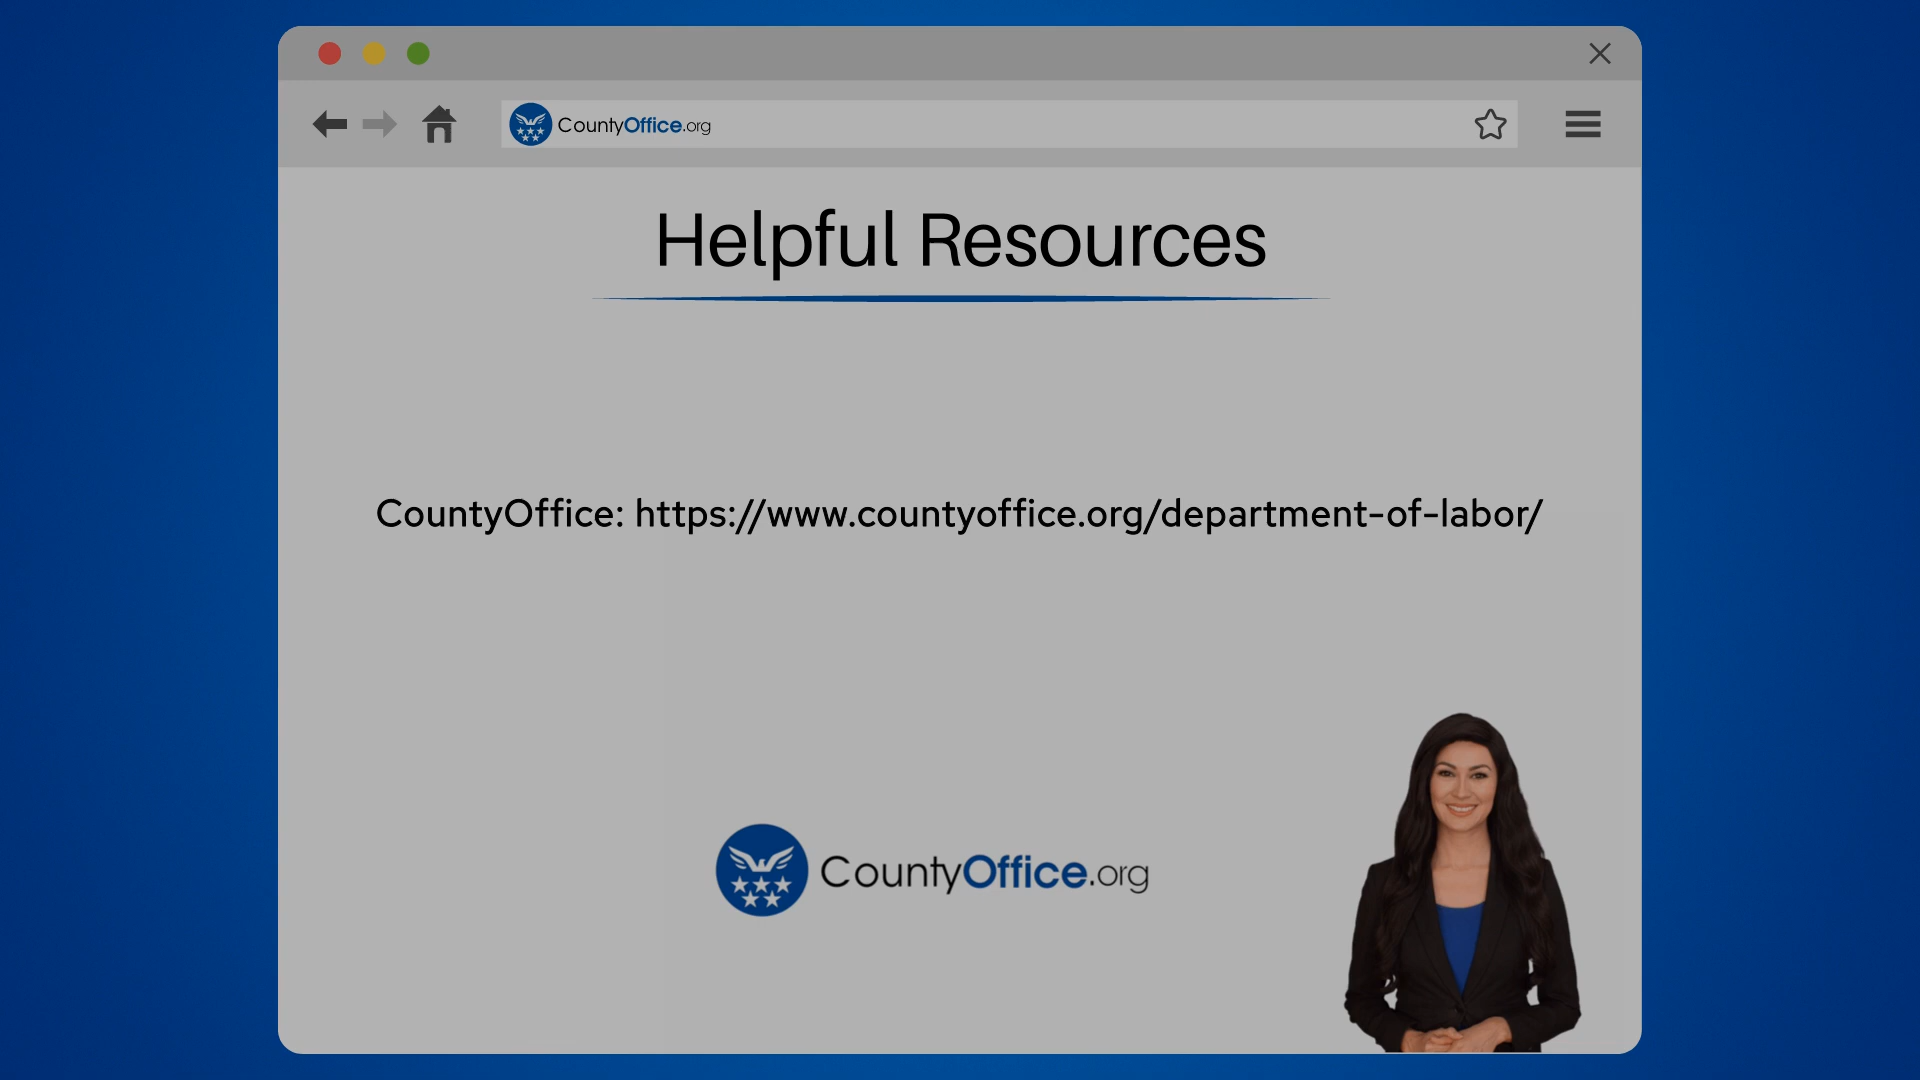 CountyOffice.org
Helpful Resources
CountyOffice: https://www.countyoffice.org/department-of-labor/
CountyOffice.org